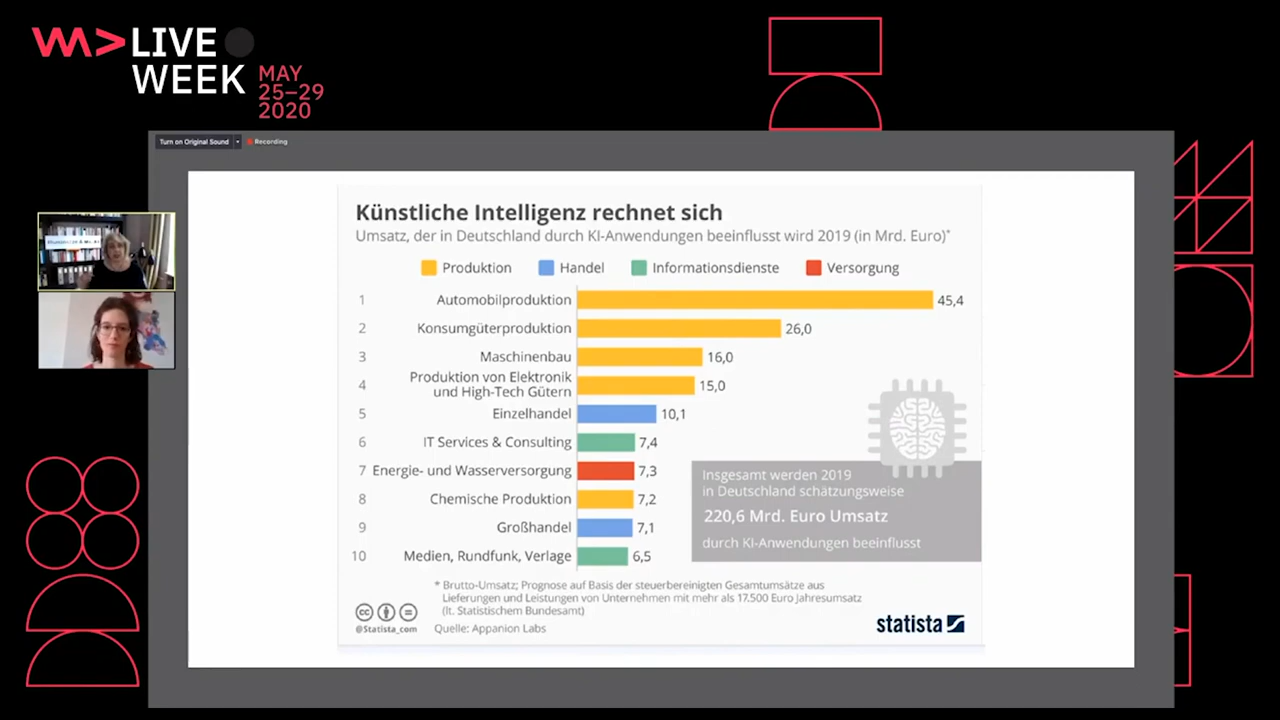 LIVE
WEEK
MAY
25–29
2020
Turn on Original Sound
Recording
Künstliche Intelligenz rechnet sich
Umsatz, der in Deutschland durch KI-Anwendungen beeinflusst wird 2019 (in Mrd. Euro)*
Produktion Handel Informationsdienste Versorgung
1 Automobilproduktion 45,4
2 Konsumgüterproduktion 26,0
3 Maschinenbau 16,0
4 Produktion von Elektronik
und High-Tech Gütern 15,0
5 Einzelhandel 10,1
6 IT Services & Consulting 7,4
7 Energie- und Wasserversorgung 7,3
8 Chemische Produktion 7,2
9 Großhandel 7,1
10 Medien, Rundfunk, Verlage 6,5
Insgesamt werden 2019
in Deutschland schätzungsweise
220,6 Mrd. Euro Umsatz
durch KI-Anwendungen beeinflusst
* Brutto-Umsatz; Prognose auf Basis der steuerbereinigten Gesamtumsätze aus
Lieferungen und Leistungen von Unternehmen mit mehr als 17.500 Euro Jahresumsatz
(lt. Statistischem Bundesamt)
@Statista_com
Quelle: Appanion Labs
statista